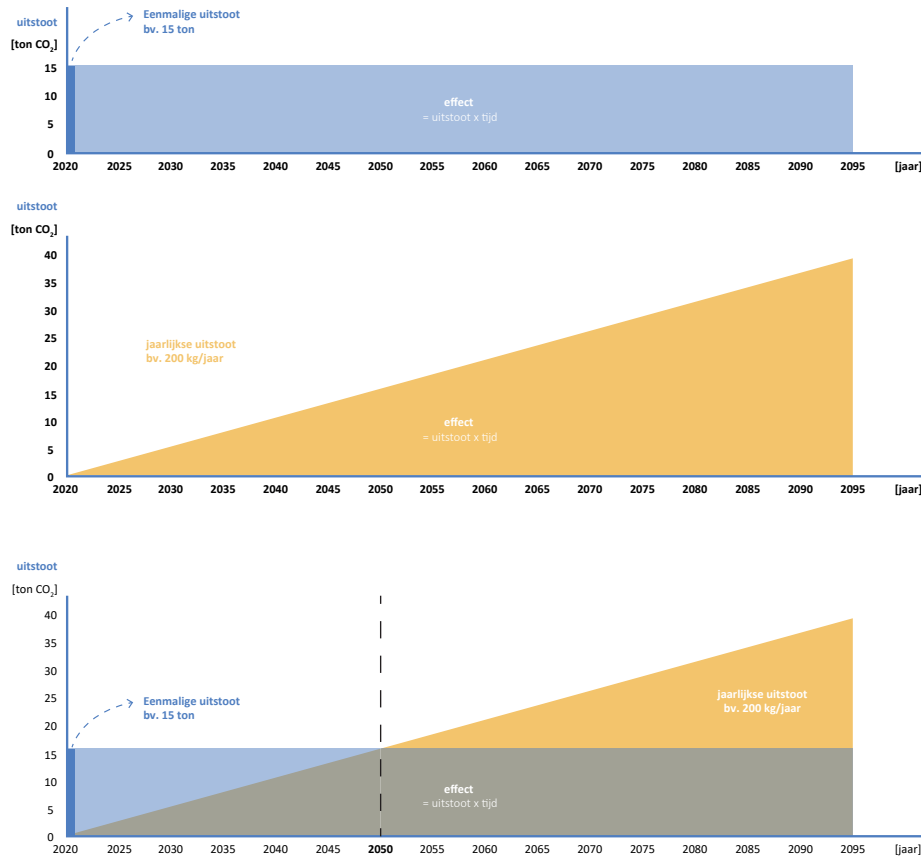 Eenmalige uitstoot
bv. 15 ton
uitstoot
[ton CO2]
15
10
5
0
effect
= uitstoot x tijd
2020 2025 2030 2035 2040 2045 2050 2055 2060 2065 2070 2075 2080 2085 2090 2095 [jaar]
uitstoot
[ton CO2]
40
35
30
25
20
15
10
5
0
jaarlijkse uitstoot
bv. 200 kg/jaar
effect
= uitstoot x tijd
2020 2025 2030 2035 2040 2045 2050 2055 2060 2065 2070 2075 2080 2085 2090 2095 [jaar]
uitstoot
[ton CO2]
40
35
30
25
20
15
10
5
0
Eenmalige uitstoot
bv. 15 ton
jaarlijkse uitstoot
bv. 200 kg/jaar
effect
= uitstoot x tijd
2020 2025 2030 2035 2040 2045 2050 2055 2060 2065 2070 2075 2080 2085 2090 2095 [jaar]